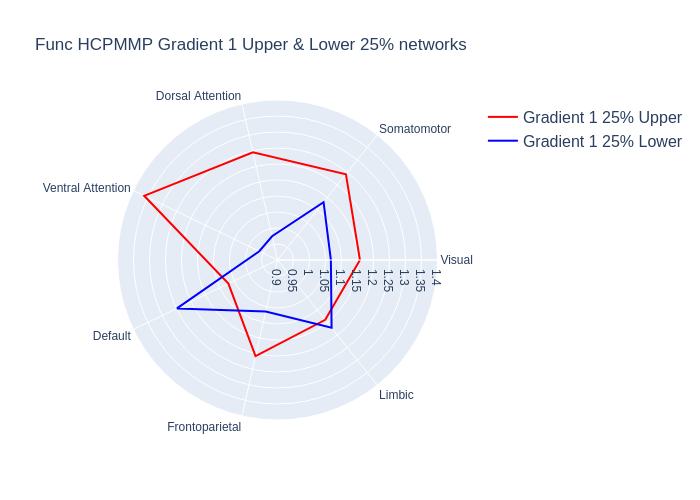 Func HCPMMP Gradient 1 Upper & Lower 25% networks
Dorsal Attention
Somatomotor
Gradient 1 25% Upper
Gradient 1 25% Lower
Ventral Attention
Visual
0.9
0.95
1
1.05
1.1
1.15
1.2
1.25
1.3
1.35
1.4
Default
Limbic
Frontoparietal